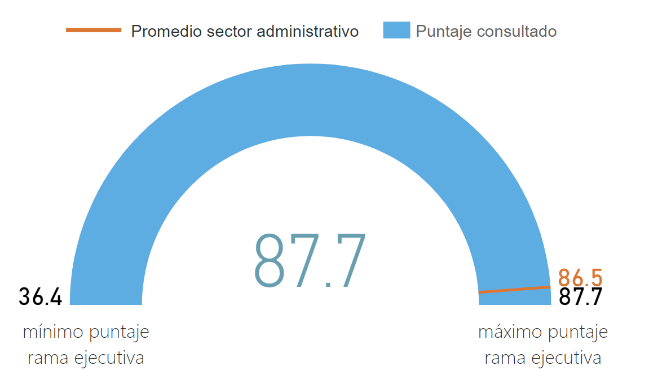 Promedio sector administrativo
Puntaje consultado
87.7
86.5
36.4
87.7
mínimo puntaje
rama ejecutiva
máximo puntaje
rama ejecutiva